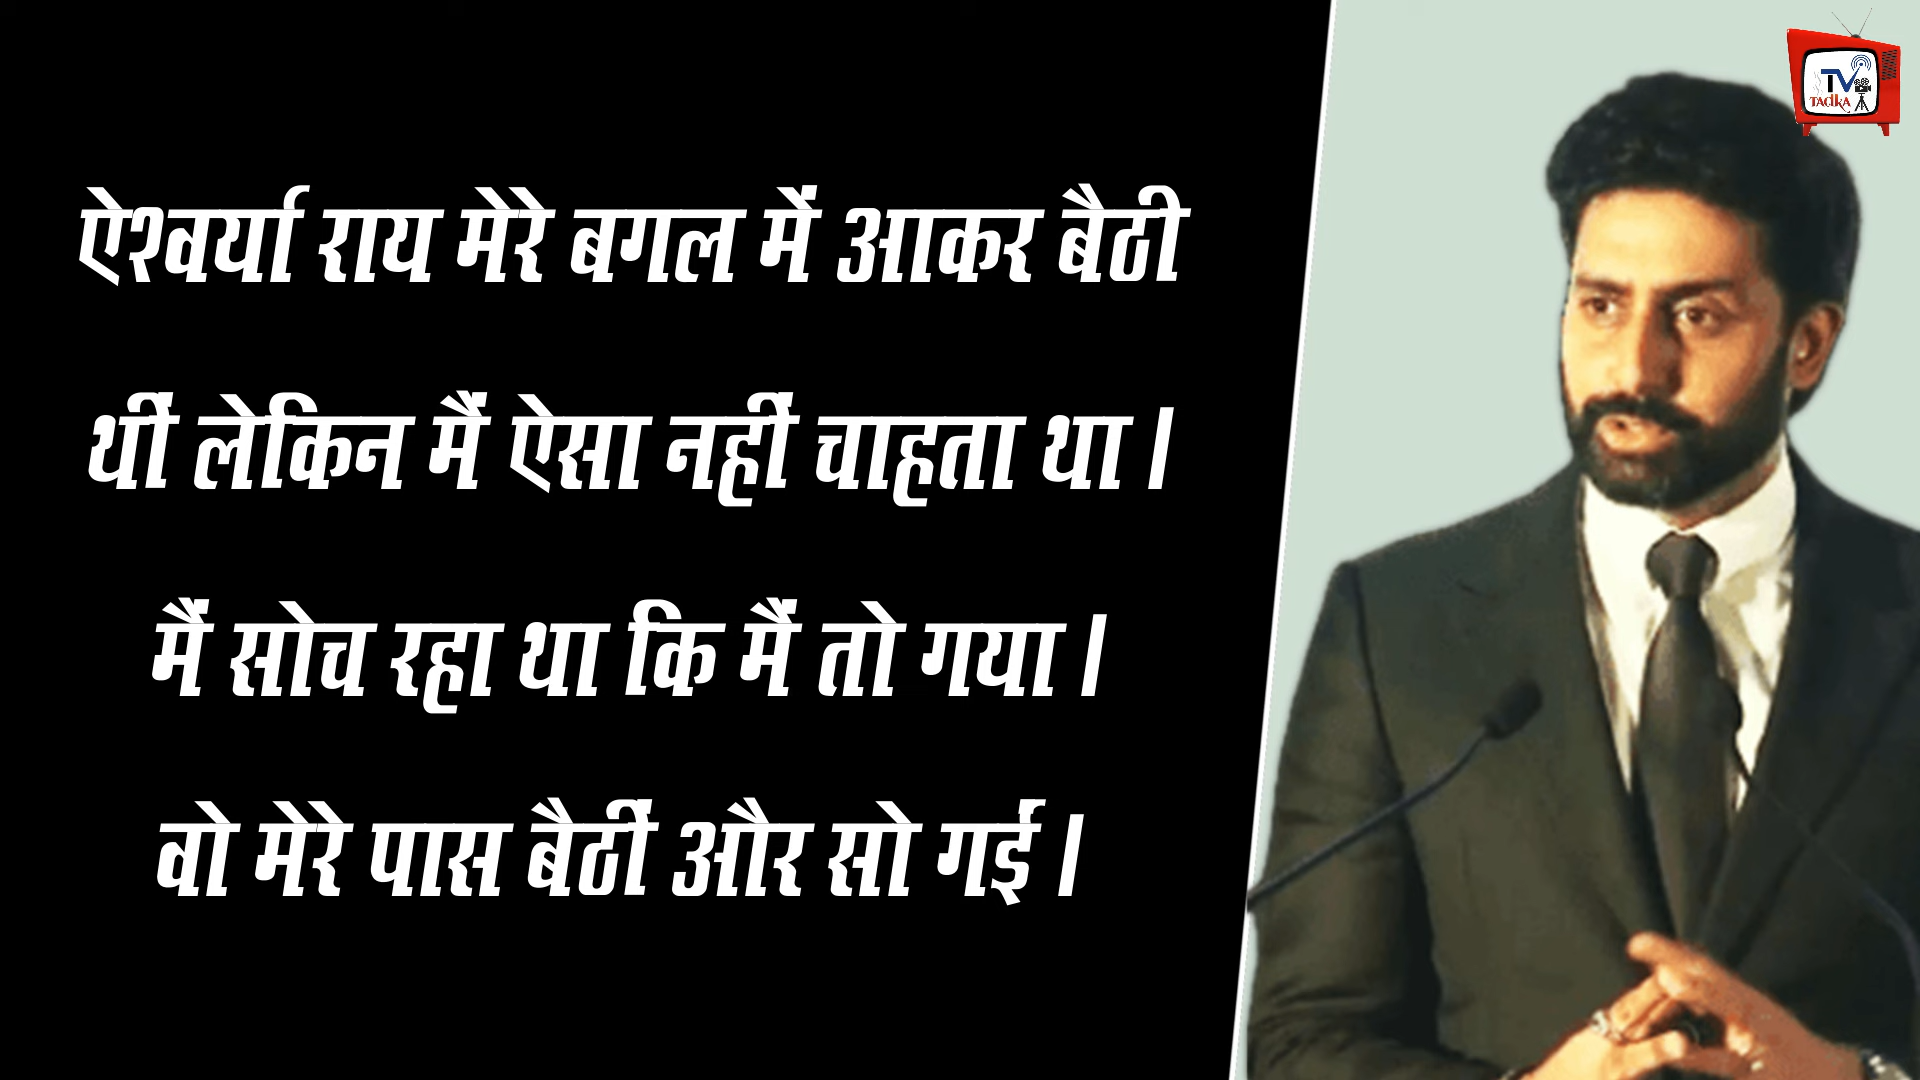 TV
TADKA
ऐश्वर्या राय मेरे बगल में आकर बैठी
थीं लेकिन मैं ऐसा नहीं चाहता था।
मैं सोच रहा था कि मैं तो गया।
वो मेरे पास बैठीं और सो गईं।